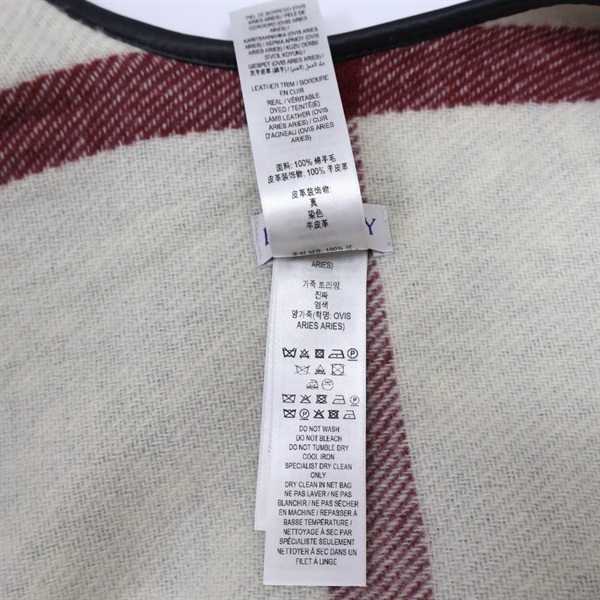 PIEL DE BORREGO (OVIS
ARIES ARIES) / PELE DE
CORDEIRO (OVIS ARIES
ARIES) /
(EVCIL KOYUN) /
LEATHER TRIM / BORDURE
EN CUIR
REAL / VÉRITABLE
DYED / TEINT(E)
LAMB LEATHER (OVIS
ARIES ARIES) / CUIR
D'AGNEAU (OVIS ARIES
ARIES)
面料: 100% 绵羊毛
皮革装饰物: 100% 羊皮革
皮革装饰物:
真
染色
羊皮革
ARIES)
가죽 트리밍
진짜
염색
양가죽(학명: OVIS
ARIES ARIES)
DO NOT WASH
DO NOT BLEACH
DO NOT TUMBLE DRY
COOL IRON
SPECIALIST DRY CLEAN
ONLY
DRY CLEAN IN NET BAG
NE PAS LAVER / NE PAS
BLANCHIR / NE PAS SÉCHER
EN MACHINE / REPASSER À
BASSE TEMPÉRATURE /
NETTOYAGE À SEC PAR
SPÉCIALISTE SEULEMENT
NETTOYER À SEC DANS UN
FILET À LINGE